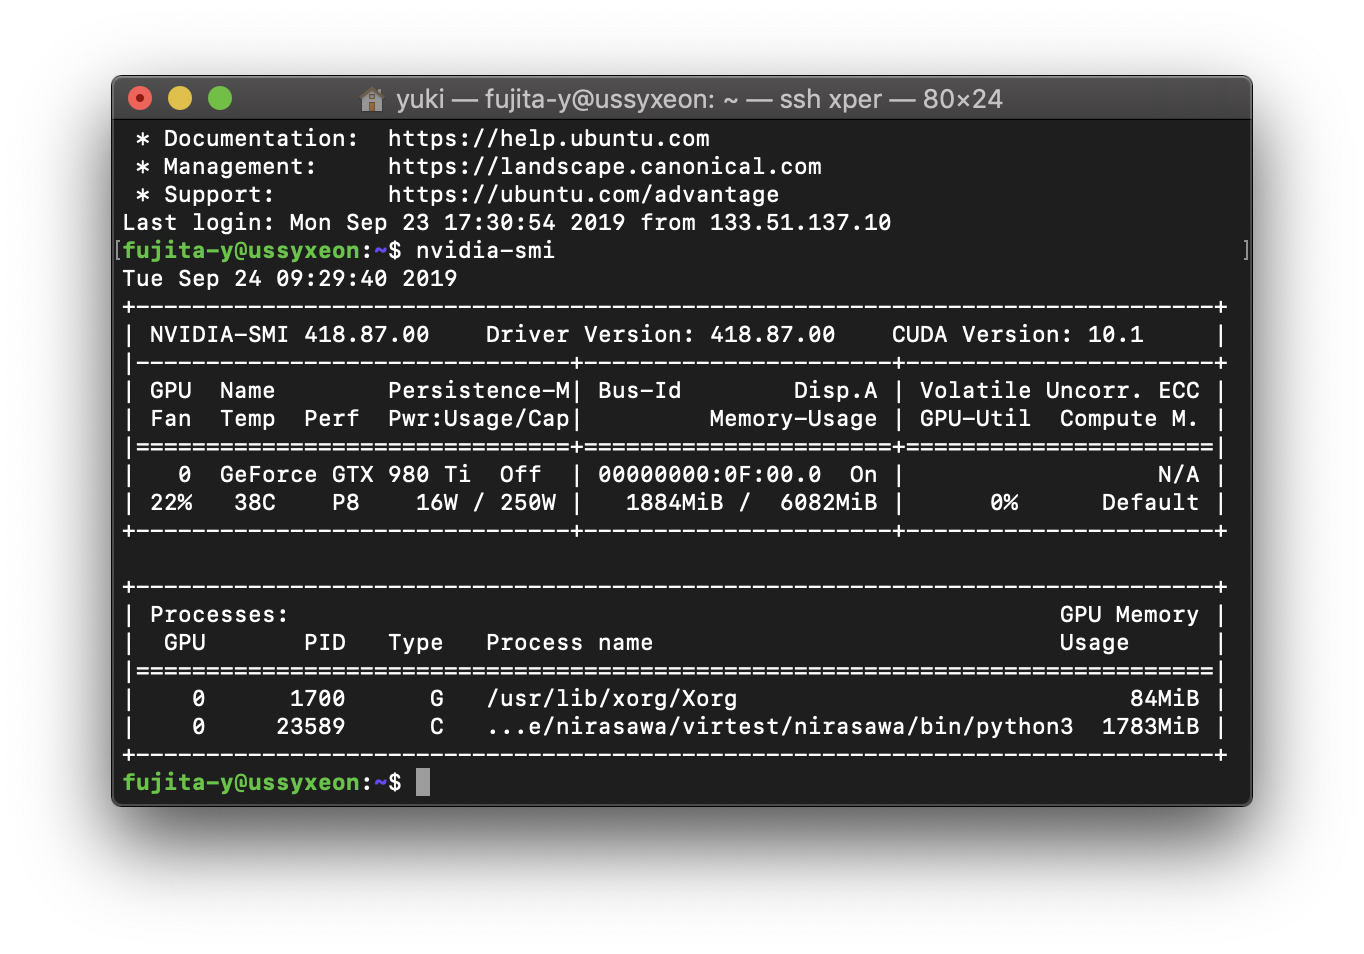 yuki — fujita-y@ussyxeon: ~ — ssh xper — 80×24
 * Documentation:  https://help.ubuntu.com
 * Management:     https://landscape.canonical.com
 * Support:        https://ubuntu.com/advantage
Last login: Mon Sep 23 17:30:54 2019 from 133.51.137.10
[fujita-y@ussyxeon:~$ nvidia-smi ]
Tue Sep 24 09:29:40 2019
+-----------------------------------------------------------------------------+
| NVIDIA-SMI 418.87.00    Driver Version: 418.87.00    CUDA Version: 10.1     |
|-------------------------------+----------------------+----------------------+
| GPU  Name        Persistence-M| Bus-Id        Disp.A | Volatile Uncorr. ECC |
| Fan  Temp  Perf  Pwr:Usage/Cap|         Memory-Usage | GPU-Util  Compute M. |
|===============================+======================+======================|
|   0  GeForce GTX 980 Ti  Off  | 00000000:0F:00.0  On |                  N/A |
| 22%   38C    P8    16W / 250W |   1884MiB /  6082MiB |      0%      Default |
+-------------------------------+----------------------+----------------------+

+-----------------------------------------------------------------------------+
| Processes:                                                       GPU Memory |
|  GPU       PID   Type   Process name                             Usage      |
|=============================================================================|
|    0      1700      G   /usr/lib/xorg/Xorg                            84MiB |
|    0     23589      C   ...e/nirasawa/virtest/nirasawa/bin/python3  1783MiB |
+-----------------------------------------------------------------------------+
fujita-y@ussyxeon:~$